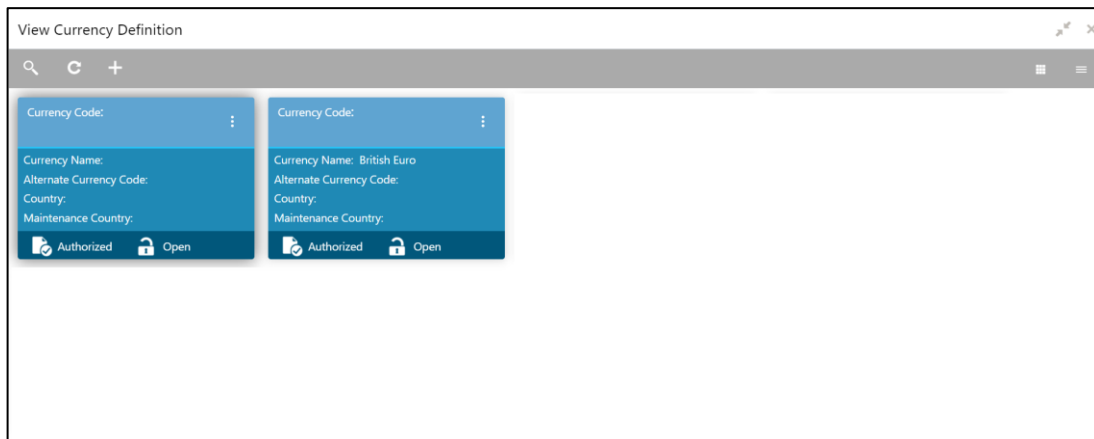 View Currency Definition
Currency Code:
Currency Name:
Alternate Currency Code:
Country:
Maintenance Country:
Authorized Open
Currency Code:
Currency Name: British Euro
Alternate Currency Code:
Country:
Maintenance Country:
Authorized Open